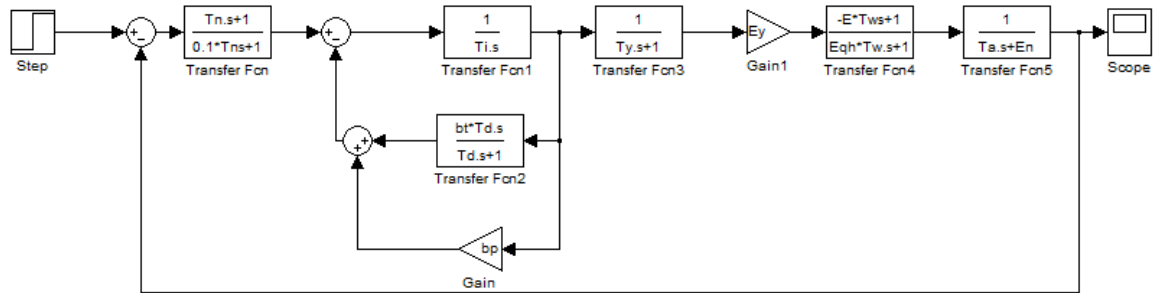 Step
Tn.s+1
0.1*Tns+1
Transfer Fcn
1
Ti.s
Transfer Fcn1
1
Ty.s+1
Transfer Fcn3
Ey
Gain1
-E*Tws+1
Eqh*Tw.s+1
Transfer Fcn4
1
Ta.s+En
Transfer Fcn5
Scope
bt*Td.s
Td.s+1
Transfer Fcn2
bp
Gain